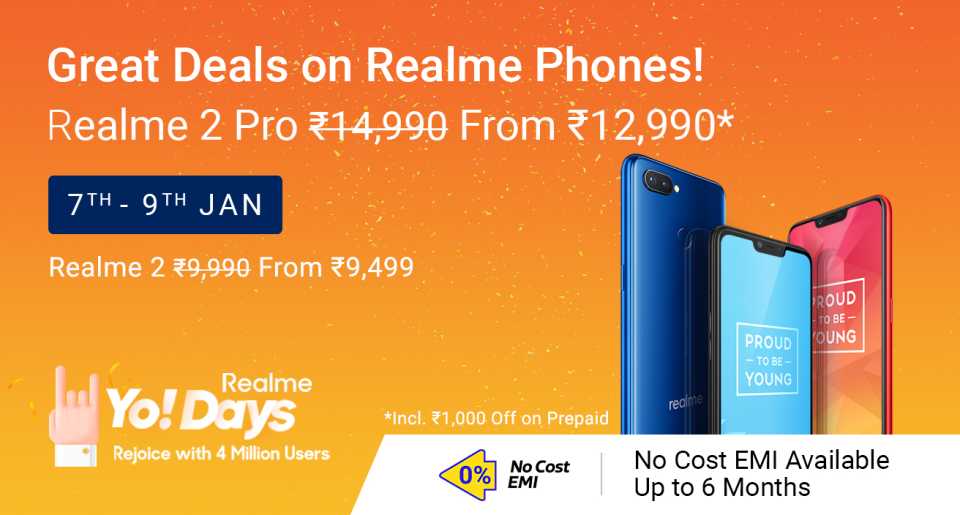 Great Deals on Realme Phones!
Realme 2 Pro ₹14,990 From ₹12,990*
7TH - 9TH JAN
Realme 2 ₹9,990 From ₹9,499
PROUD
- TO BE -
YOUNG
PROUD
- TO BE -
YOUNG
realme
Realme
Yo! Days
Rejoice with 4 Million Users
*Incl. ₹1,000 Off on Prepaid
0% No Cost
EMI
No Cost EMI Available
Up to 6 Months